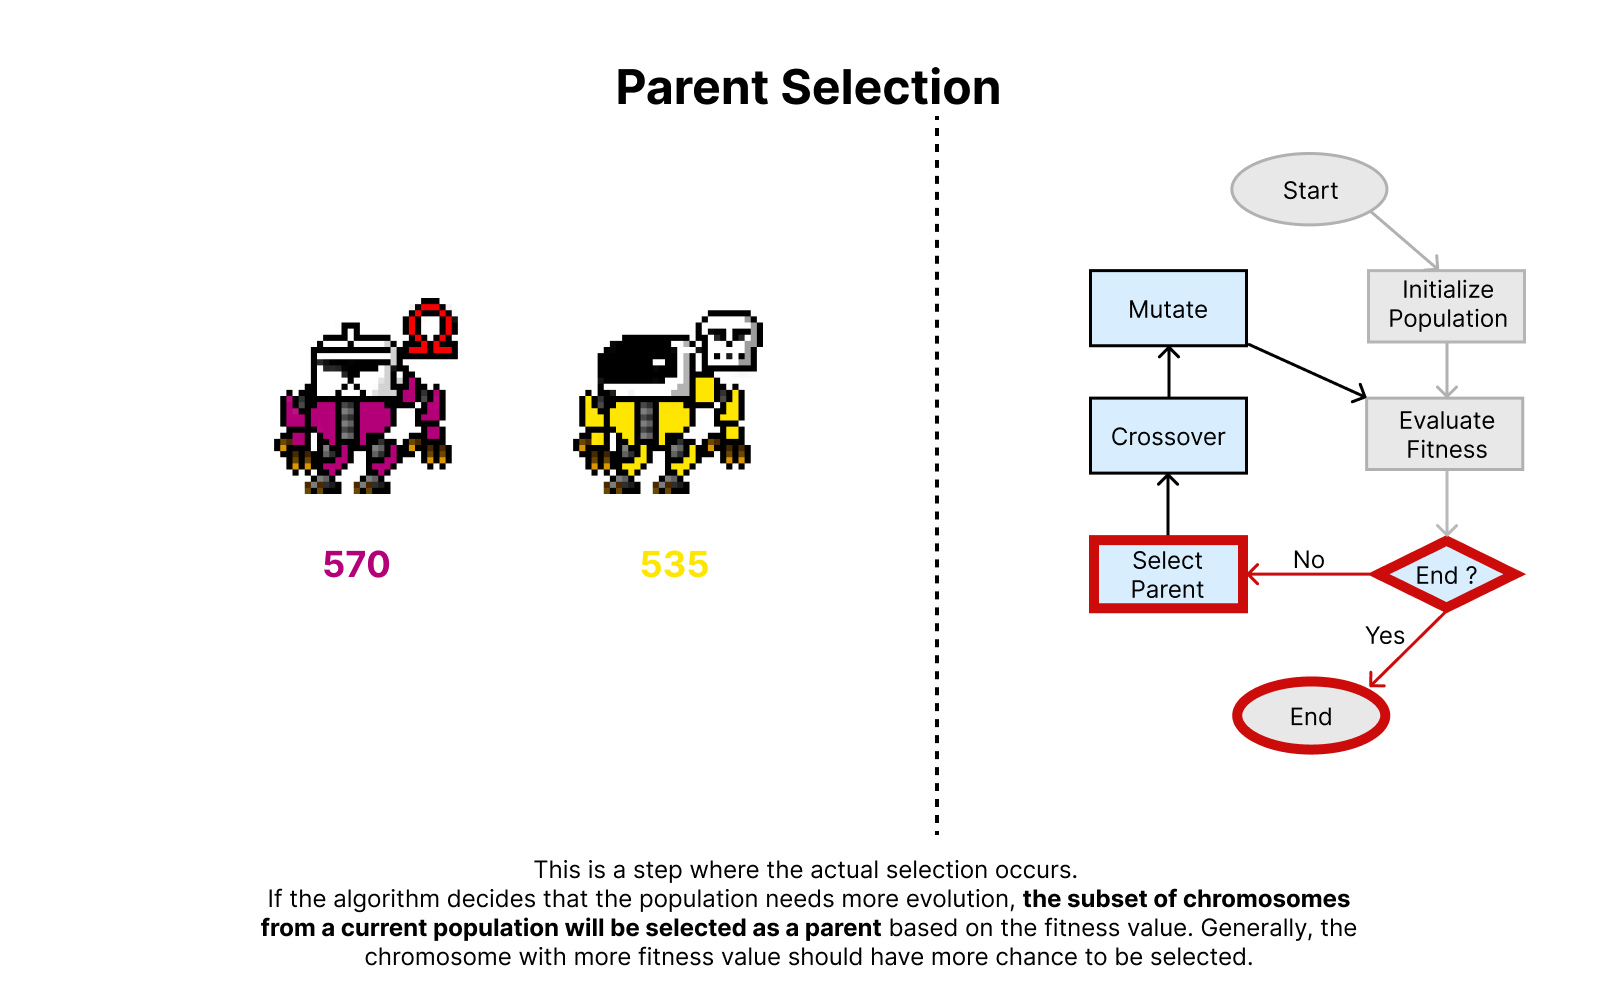 Parent Selection
570
535
Start
Initialize
Population
Mutate
Evaluate
Fitness
Crossover
Select
Parent
No
End ?
Yes
End
This is a step where the actual selection occurs.
If the algorithm decides that the population needs more evolution, the subset of chromosomes
from a current population will be selected as a parent based on the fitness value. Generally, the
chromosome with more fitness value should have more chance to be selected.